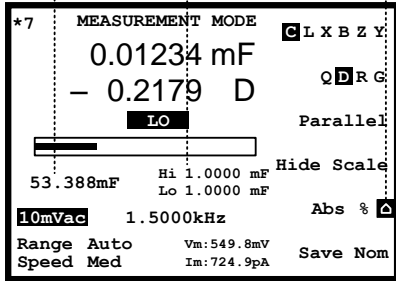 *7 MEASUREMENT MODE
C L X B Z Y
0.01234 mF
Q D R G
– 0.2179 D
LO
Parallel
Hide Scale
53.388mF
Hi 1.0000 mF
Lo 1.0000 mF
Abs %
10mVac 1.5000kHz
Range Auto
Vm:549.8mV
Save Nom
Speed Med
Im:724.9pA